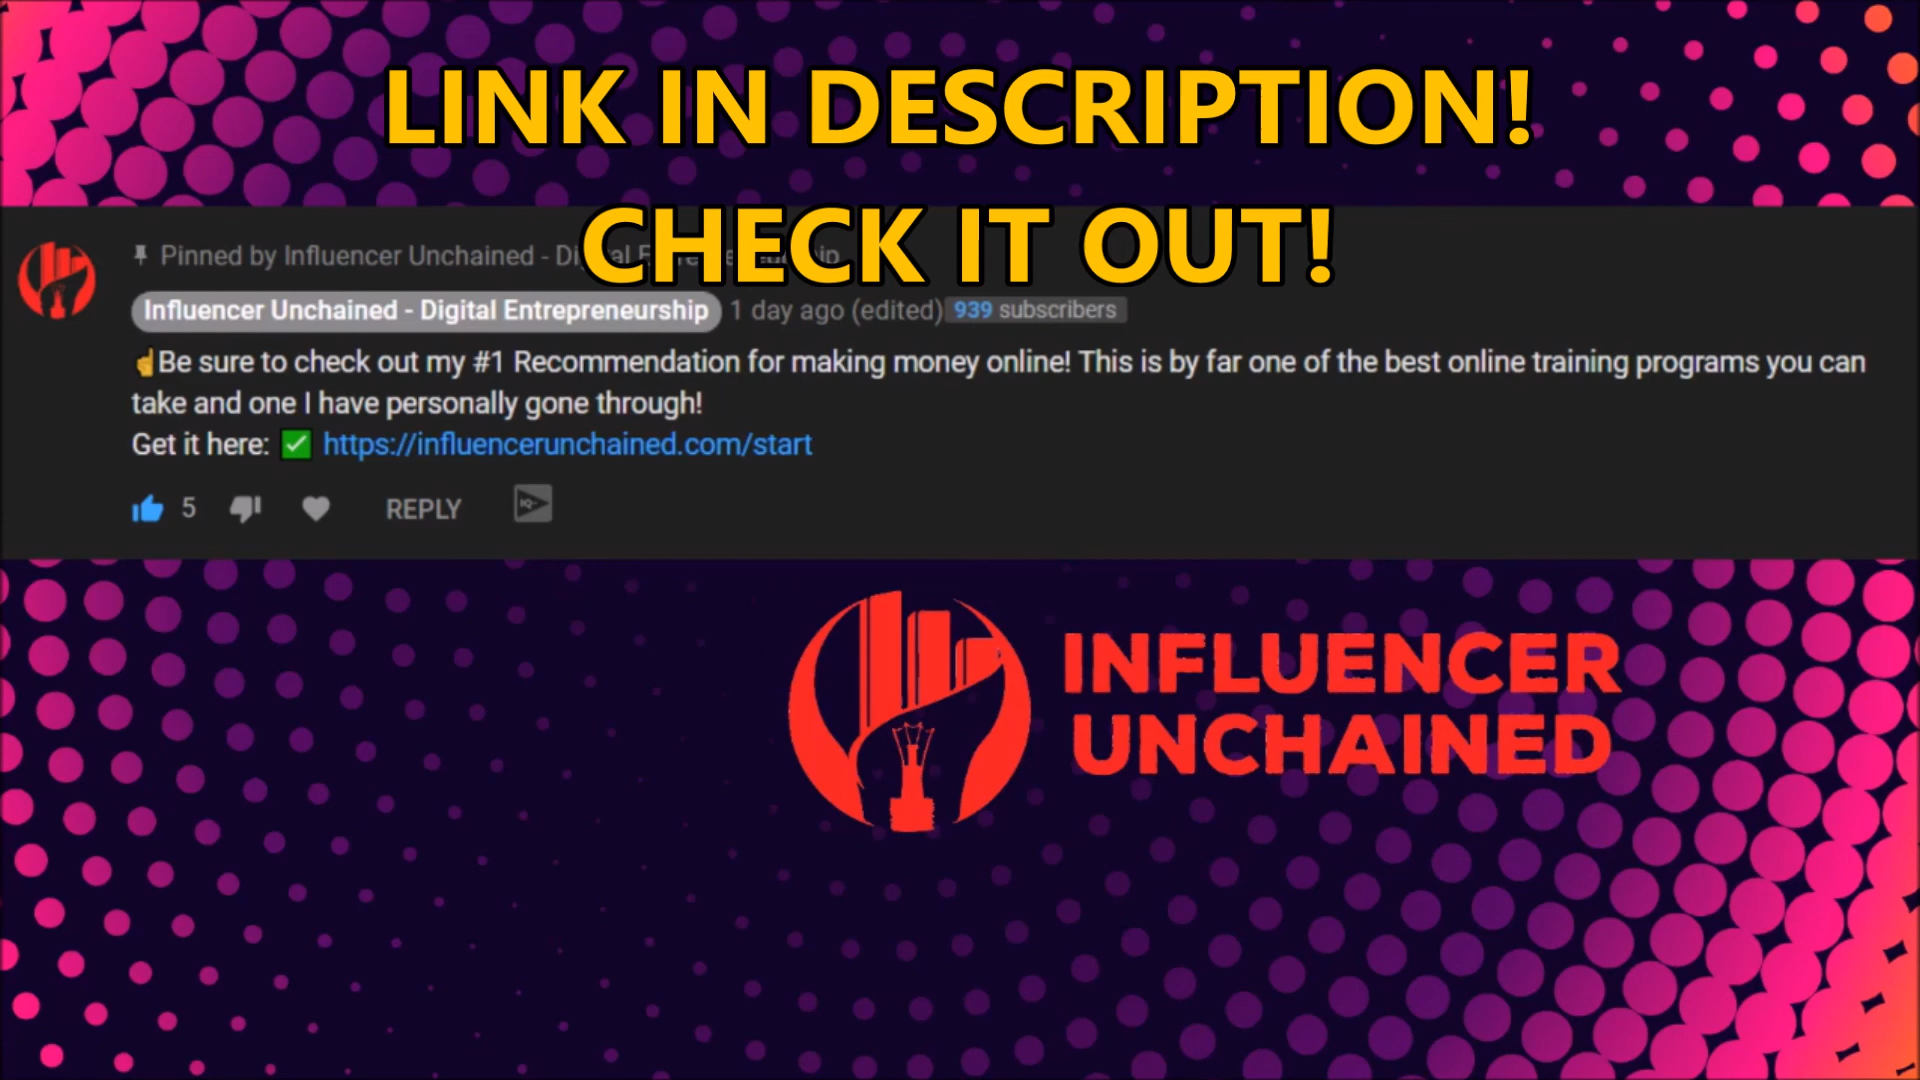 LINK IN DESCRIPTION!
CHECK IT OUT!
Pinned by Influencer Unchained - Digital Entrepreneurship
Influencer Unchained - Digital Entrepreneurship 1 day ago (edited) 939 subscribers
☝Be sure to check out my #1 Recommendation for making money online! This is by far one of the best online training programs you can
take and one I have personally gone through!
Get it here: ✅ https://influencerunchained.com/start
5 REPLY IQ
INFLUENCER
UNCHAINED